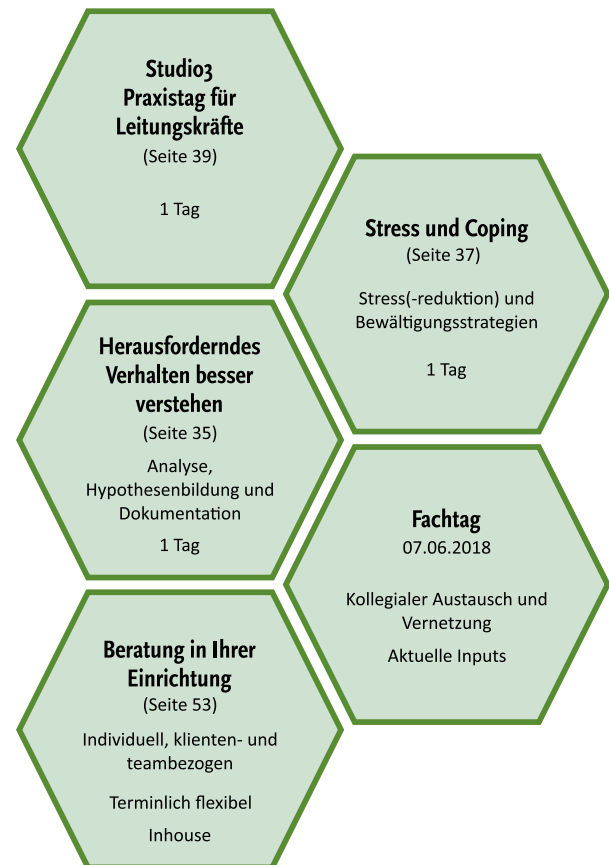 Studio3
Praxistag für
Leitungskräfte
(Seite 39)
1 Tag
Stress und Coping
(Seite 37)
Stress(-reduktion) und
Bewältigungsstrategien
1 Tag
Herausforderndes
Verhalten besser
verstehen
(Seite 35)
Analyse,
Hypothesenbildung und
Dokumentation
1 Tag
Fachtag
07.06.2018
Kollegialer Austausch und
Vernetzung
Aktuelle Inputs
Beratung in Ihrer
Einrichtung
(Seite 53)
Individuell, klienten- und
teambezogen
Terminlich flexibel
Inhouse